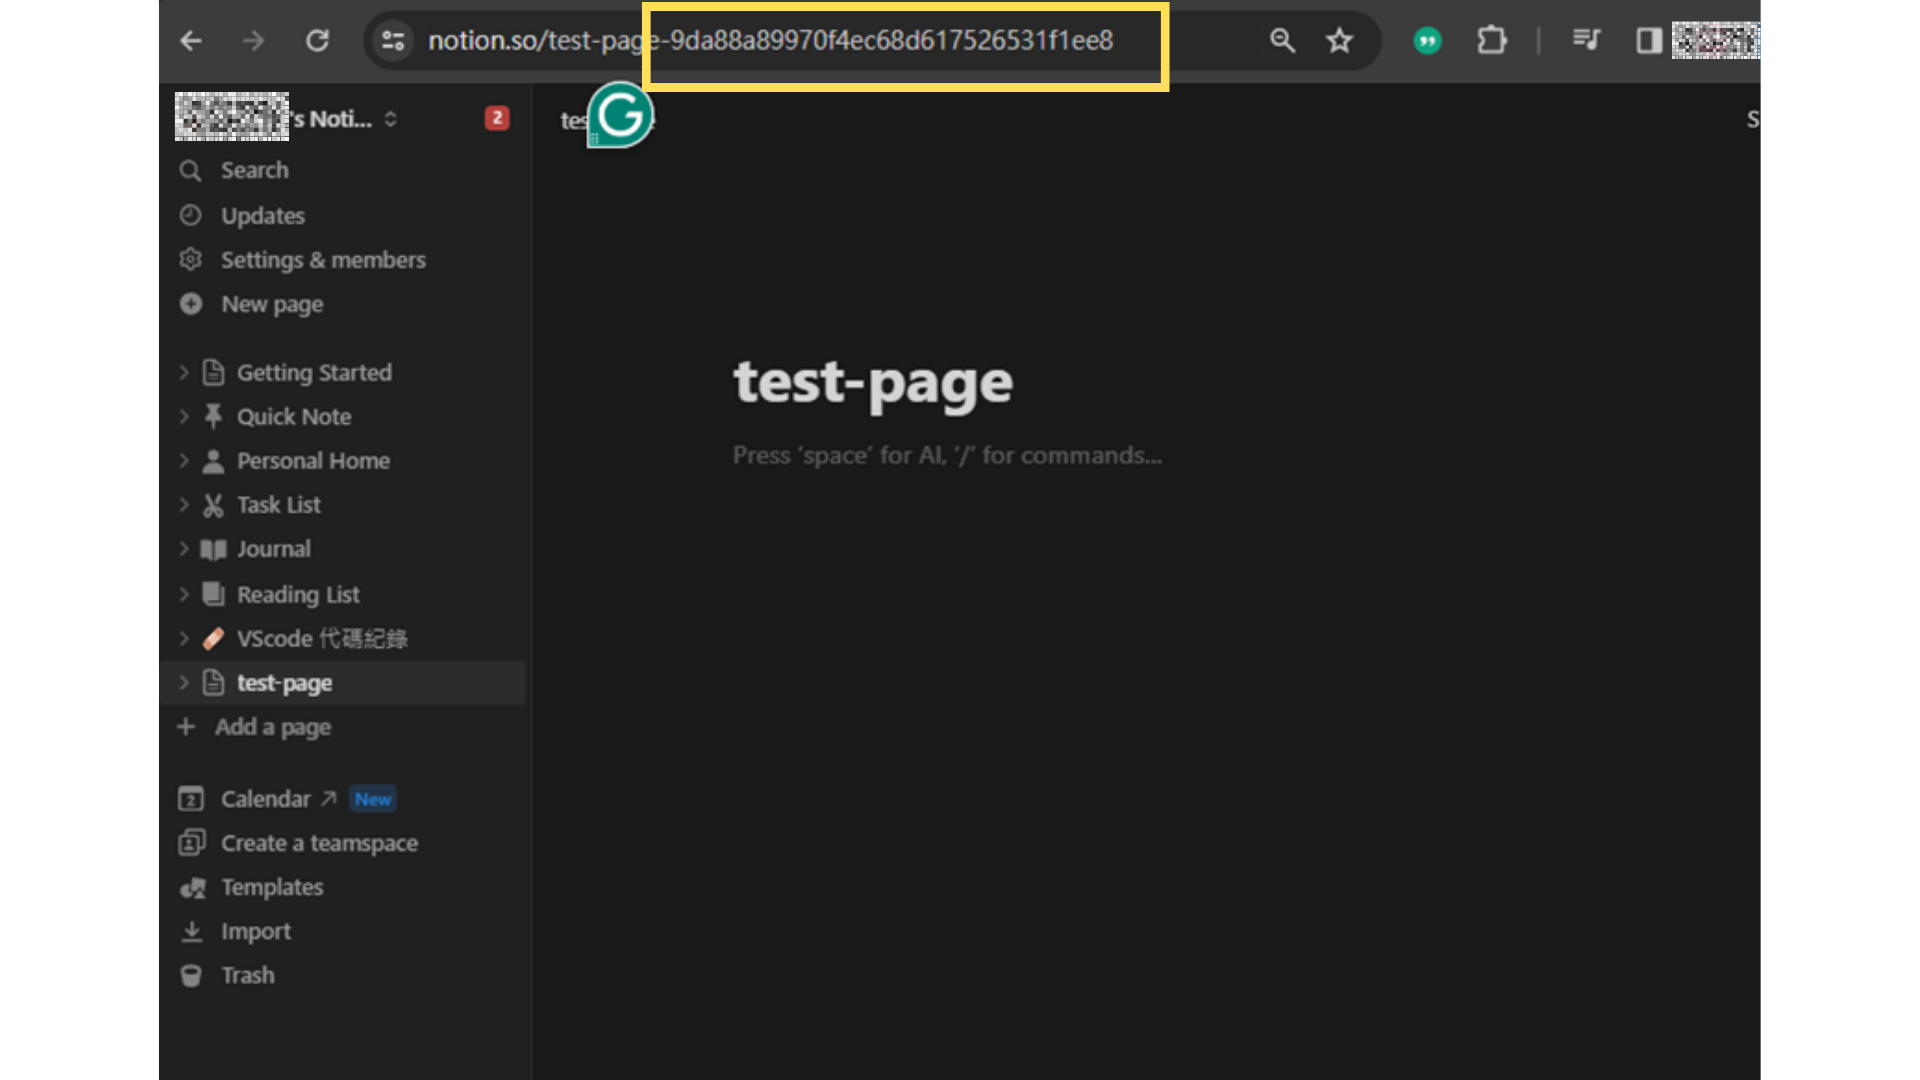 notion.so/test-page-9da88a89970f4ec68d617526531f1ee8
's Noti...
2
Search
Updates
Settings & members
New page
Getting Started
Quick Note
Personal Home
Task List
Journal
Reading List
VScode 代碼紀錄
test-page
Add a page
2
Calendar
New
Create a teamspace
Templates
Import
Trash
G
S
test-page
Press 'space' for AI, '/' for commands...